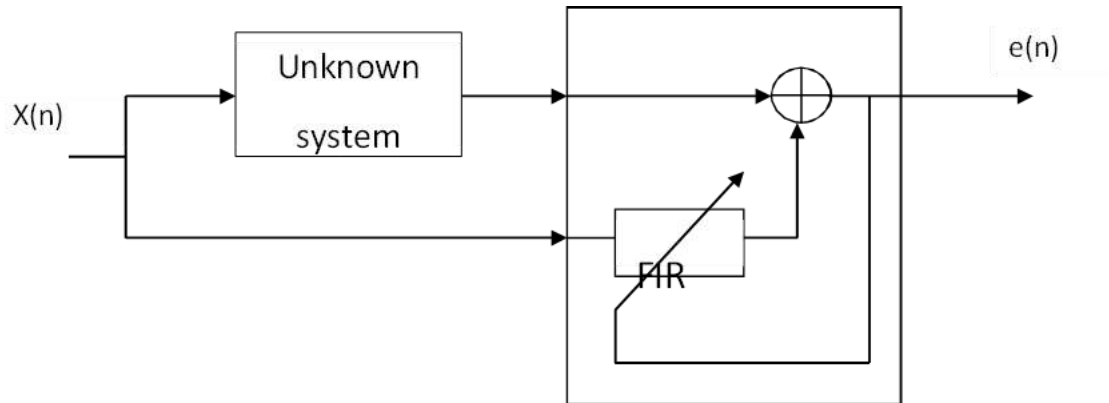 Unknown
system
X(n)
e(n)
FIR